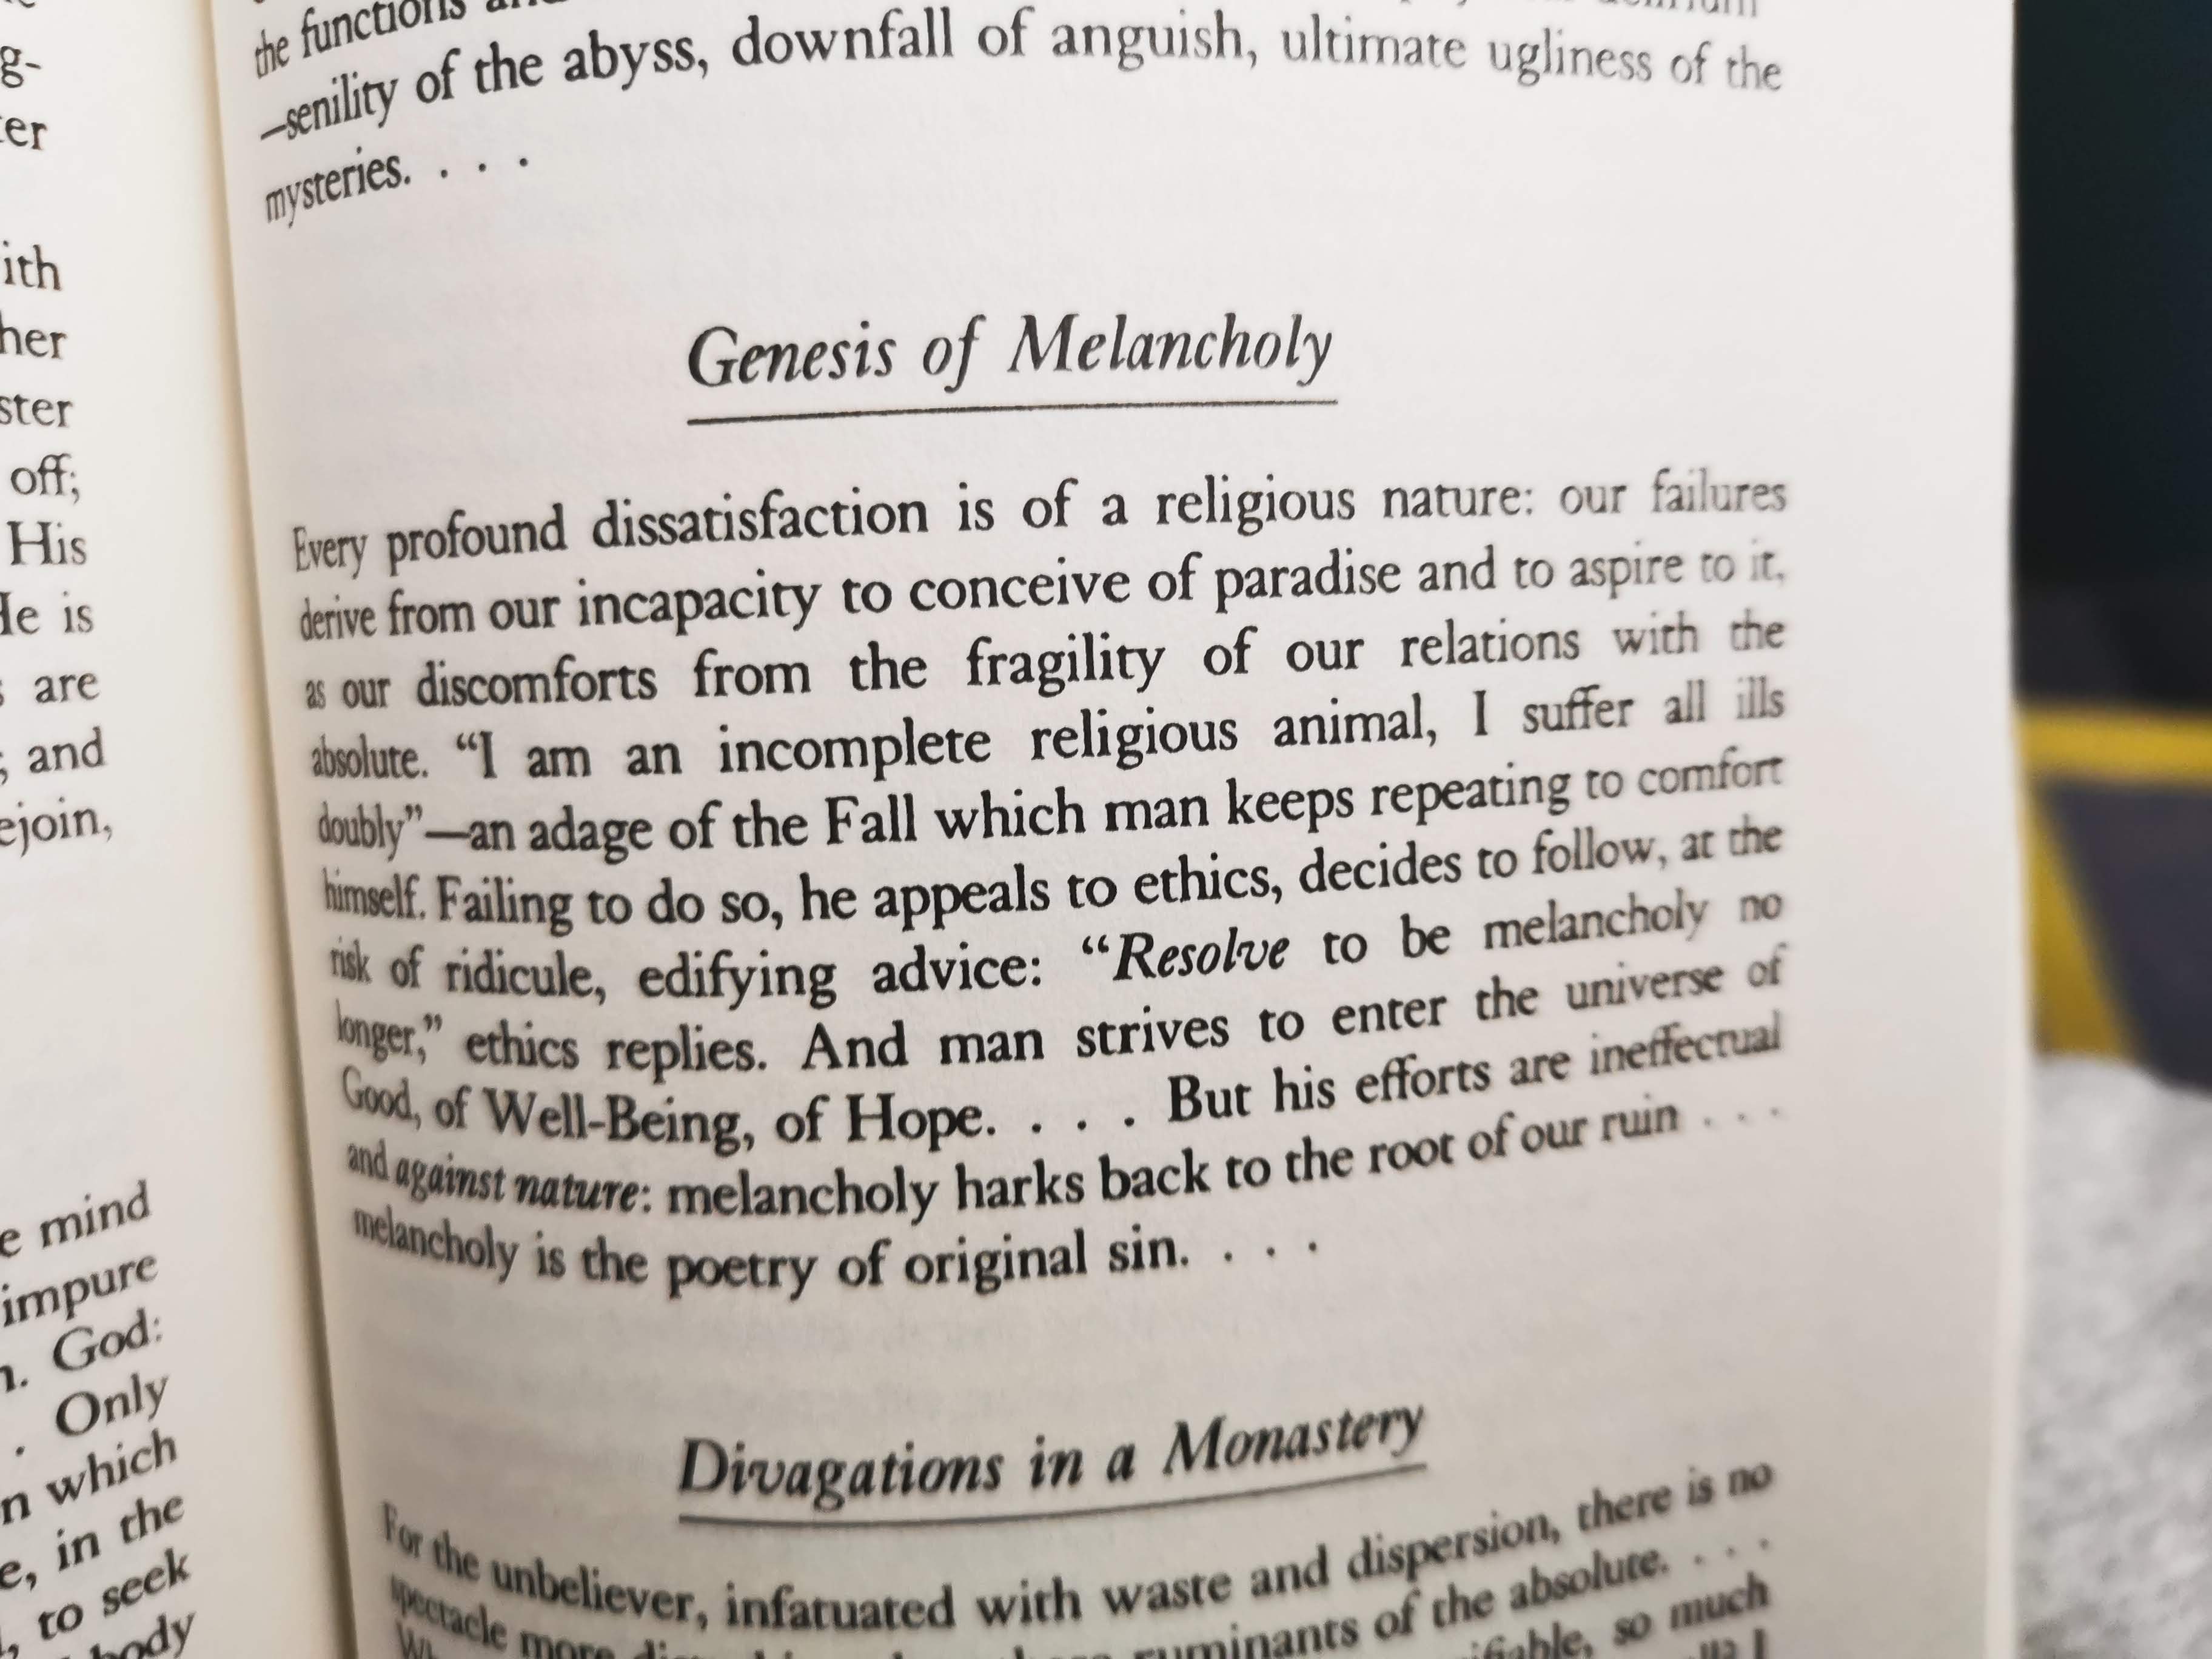 g-
er
ith
her
ster
off;
His
He is
are
; and
ejoin,
e mind
impure
n. God:
. Only
n which
e, in the
, to seek
body
the functions
—senility of the abyss, downfall of anguish, ultimate ugliness of the
mysteries. . . .
Genesis of Melancholy
Every profound dissatisfaction is of a religious nature: our failures
derive from our incapacity to conceive of paradise and to aspire to it,
as our discomforts from the fragility of our relations with the
absolute. “I am an incomplete religious animal, I suffer all ills
doubly”—an adage of the Fall which man keeps repeating to comfort
himself. Failing to do so, he appeals to ethics, decides to follow, at the
risk of ridicule, edifying advice: “Resolve to be melancholy no
longer,” ethics replies. And man strives to enter the universe of
Good, of Well-Being, of Hope. . . . But his efforts are ineffectual
and against nature: melancholy harks back to the root of our ruin . . .
melancholy is the poetry of original sin. . . .
Divagations in a Monastery
For the unbeliever, infatuated with waste and dispersion, there is no
spectacle more ruminants of the absolute. . . .
so much